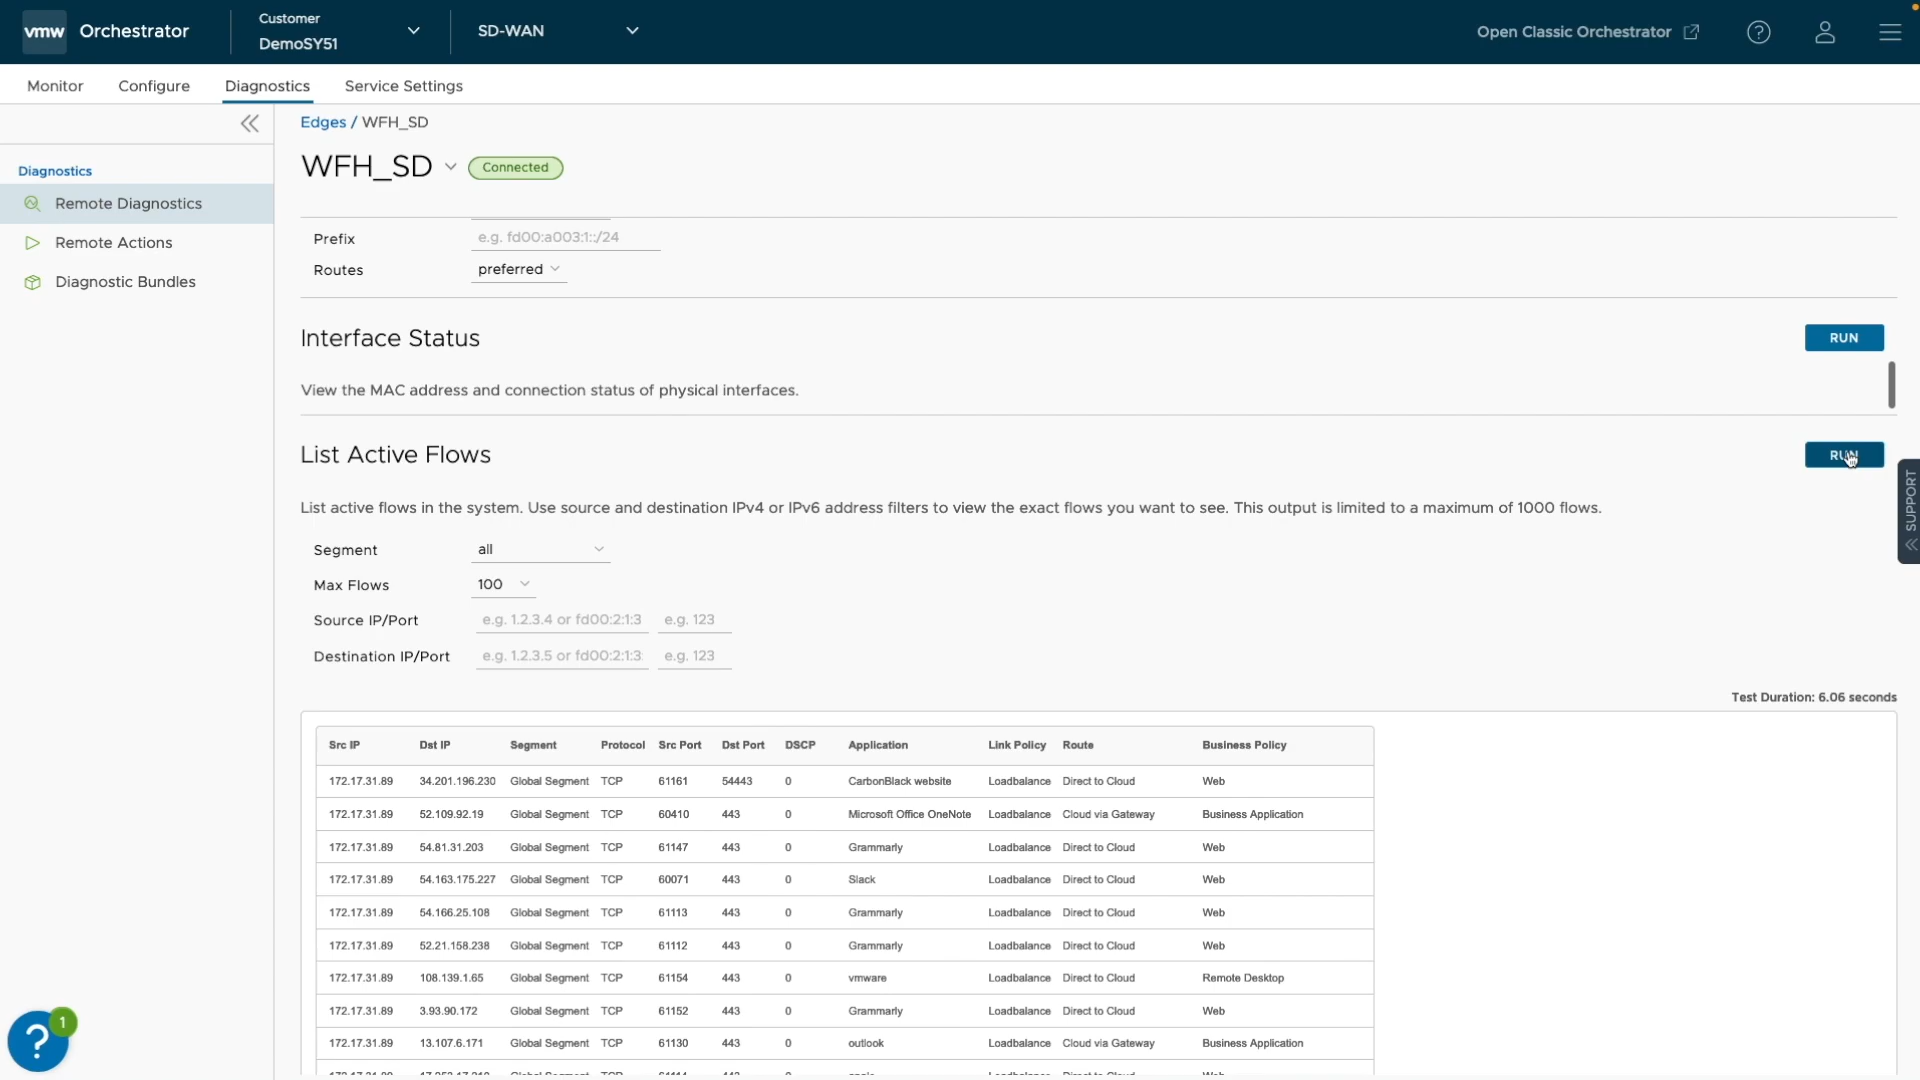 vmw Orchestrator
Customer
DemoSY51
SD-WAN
Open Classic Orchestrator
?
Monitor
Configure
Diagnostics
Service Settings
Diagnostics
Remote Diagnostics
Remote Actions
Diagnostic Bundles
Edges / WFH_SD
WFH_SD
Connected
Prefix e.g. fd00:a003:1::/24
Routes preferred
Interface Status RUN
View the MAC address and connection status of physical interfaces.
List Active Flows RUN
List active flows in the system. Use source and destination IPv4 or IPv6 address filters to view the exact flows you want to see. This output is limited to a maximum of 1000 flows.
Segment all
Max Flows 100
Source IP/Port e.g. 1.2.3.4 or fd00:2:1:3 e.g. 123
Destination IP/Port e.g. 1.2.3.5 or fd00:2:1:3: e.g. 123
Test Duration: 6.06 seconds
Src IP Dst IP Segment Protocol Src Port Dst Port DSCP Application Link Policy Route Business Policy
172.17.31.89 34.201.196.230 Global Segment TCP 61161 54443 0 CarbonBlack website Loadbalance Direct to Cloud Web
172.17.31.89 52.109.92.19 Global Segment TCP 60410 443 0 Microsoft Office OneNote Loadbalance Cloud via Gateway Business Application
172.17.31.89 54.81.31.203 Global Segment TCP 61147 443 0 Grammarly Loadbalance Direct to Cloud Web
172.17.31.89 54.163.175.227 Global Segment TCP 60071 443 0 Slack Loadbalance Direct to Cloud Web
172.17.31.89 54.166.25.108 Global Segment TCP 61113 443 0 Grammarly Loadbalance Direct to Cloud Web
172.17.31.89 52.21.158.238 Global Segment TCP 61112 443 0 Grammarly Loadbalance Direct to Cloud Web
172.17.31.89 108.139.1.65 Global Segment TCP 61154 443 0 vmware Loadbalance Direct to Cloud Remote Desktop
172.17.31.89 3.93.90.172 Global Segment TCP 61152 443 0 Grammarly Loadbalance Direct to Cloud Web
172.17.31.89 13.107.6.171 Global Segment TCP 61130 443 0 outlook Loadbalance Cloud via Gateway Business Application
SUPPORT
? 1